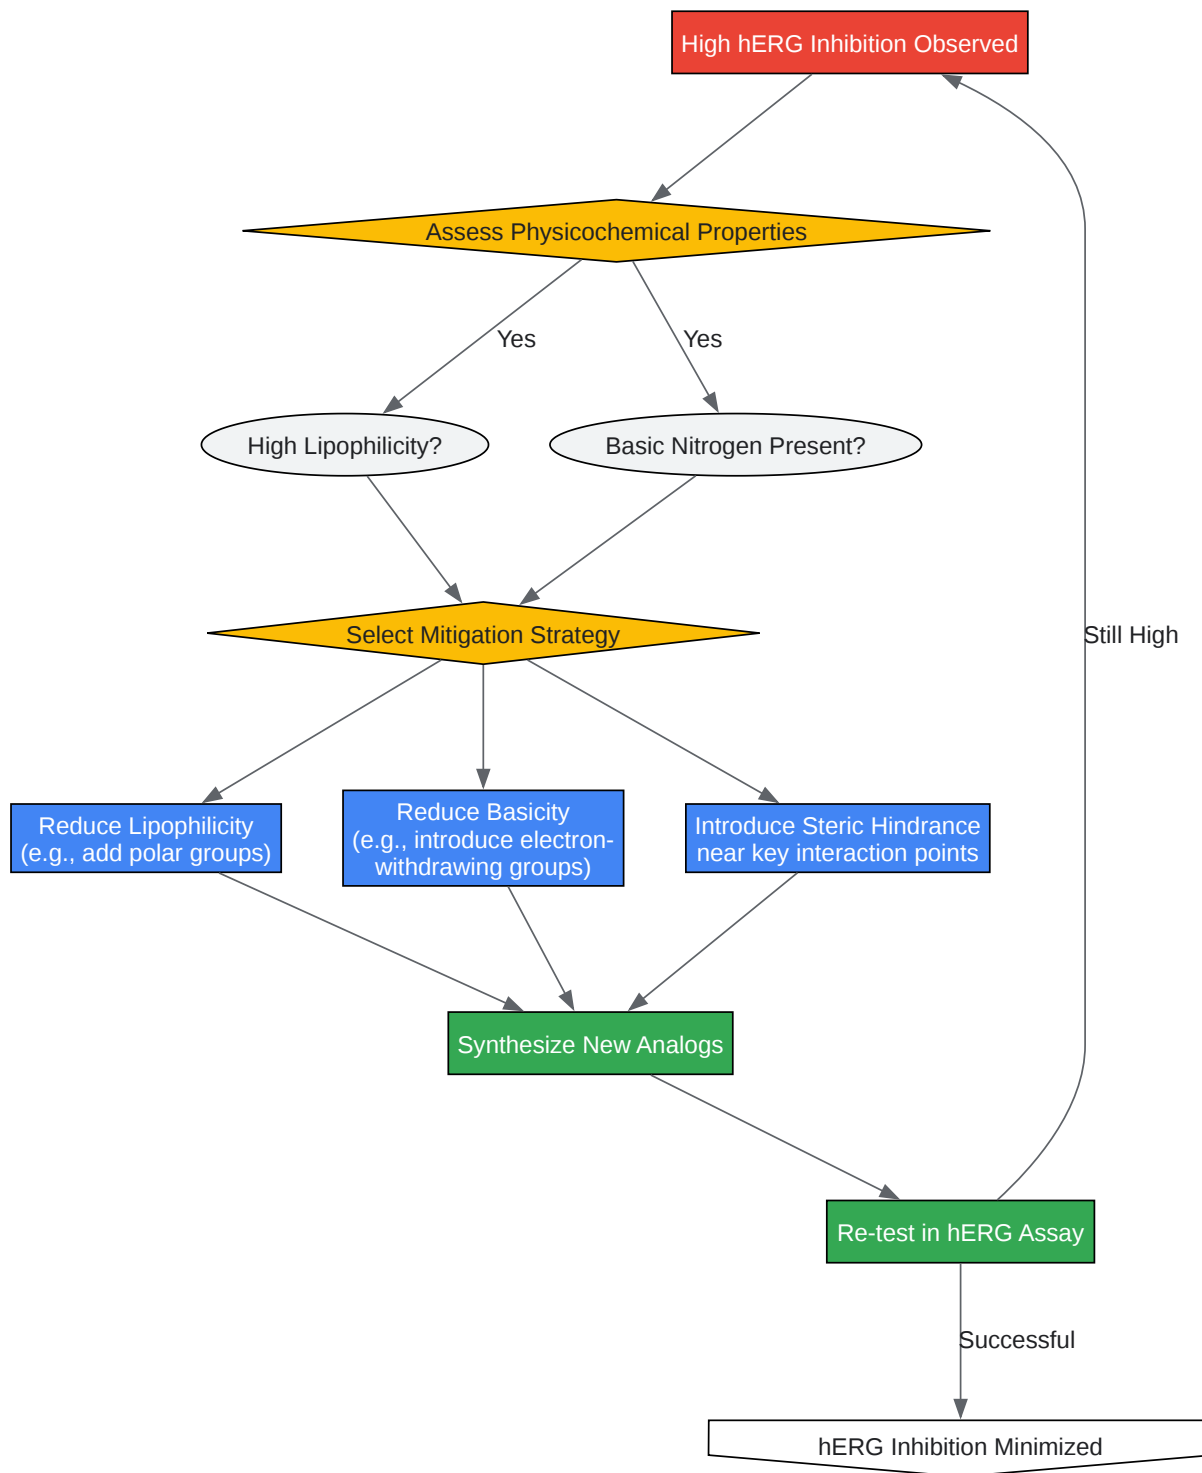 High hERG Inhibition Observed
Assess Physicochemical Properties
Yes
Yes
High Lipophilicity?
Basic Nitrogen Present?
Select Mitigation Strategy
Still High
Reduce Lipophilicity
(e.g., add polar groups)
Reduce Basicity
(e.g., introduce electron-
withdrawing groups)
Introduce Steric Hindrance
near key interaction points
Synthesize New Analogs
Re-test in hERG Assay
Successful
hERG Inhibition Minimized